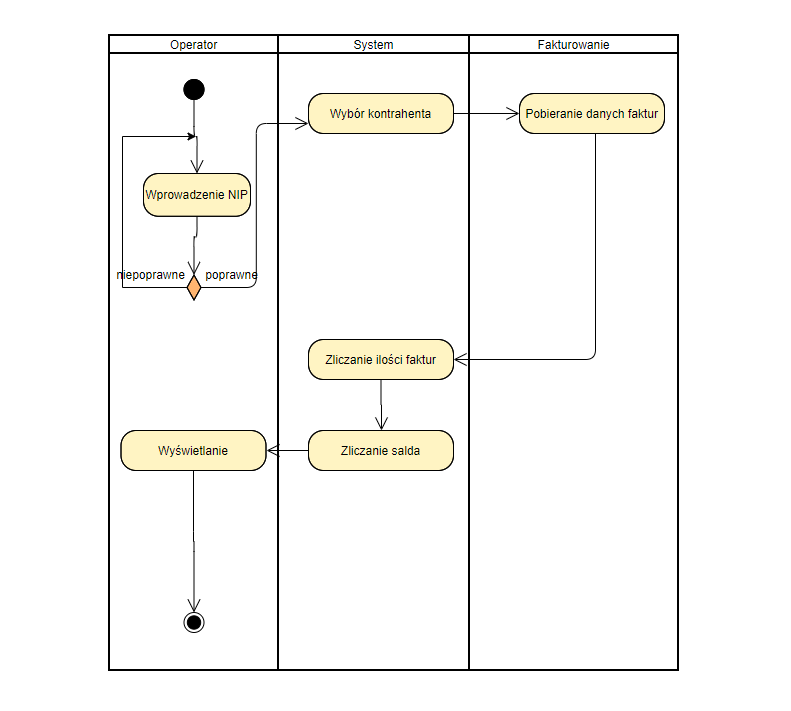 Operator
System
Fakturowanie
Wybór kontrahenta
Pobieranie danych faktur
Wprowadzenie NIP
niepoprawne
poprawne
Zliczanie ilości faktur
Wyświetlanie
Zliczanie salda